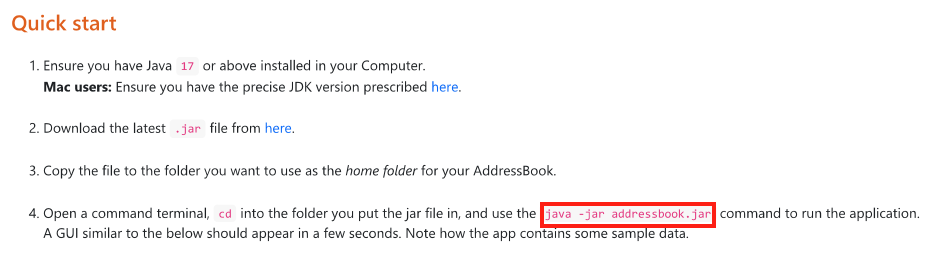 Quick start
1. Ensure you have Java 17 or above installed in your Computer.
Mac users: Ensure you have the precise JDK version prescribed here.
2. Download the latest .jar file from here.
3. Copy the file to the folder you want to use as the home folder for your AddressBook.
4. Open a command terminal, cd into the folder you put the jar file in, and use the java -jar addressbook.jar command to run the application.
A GUI similar to the below should appear in a few seconds. Note how the app contains some sample data.